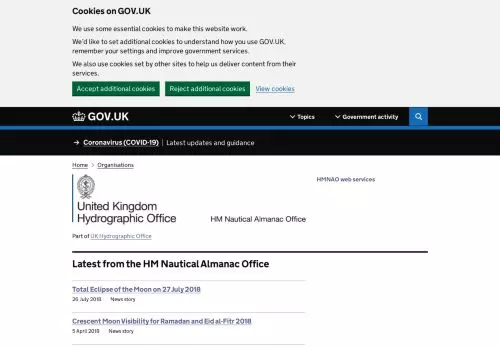 Cookies on GOV.UK
We use some essential cookies to make this website work.
We'd like to set additional cookies to understand how you use GOV.UK,
remember your settings and improve government services.
We also use cookies set by other sites to help us deliver content from their
services.
Accept additional cookies Reject additional cookies View cookies
GOV.UK Topics Government activity
→ Coronavirus (COVID-19) Latest updates and guidance
Home > Organisations
HMNAO web services
United Kingdom
Hydrographic Office HM Nautical Almanac Office
Part of UK Hydrographic Office
Latest from the HM Nautical Almanac Office
Total Eclipse of the Moon on 27 July 2018
26 July 2018 News story
Crescent Moon Visibility for Ramadan and Eid al-Fitr 2018
5 April 2018 News story